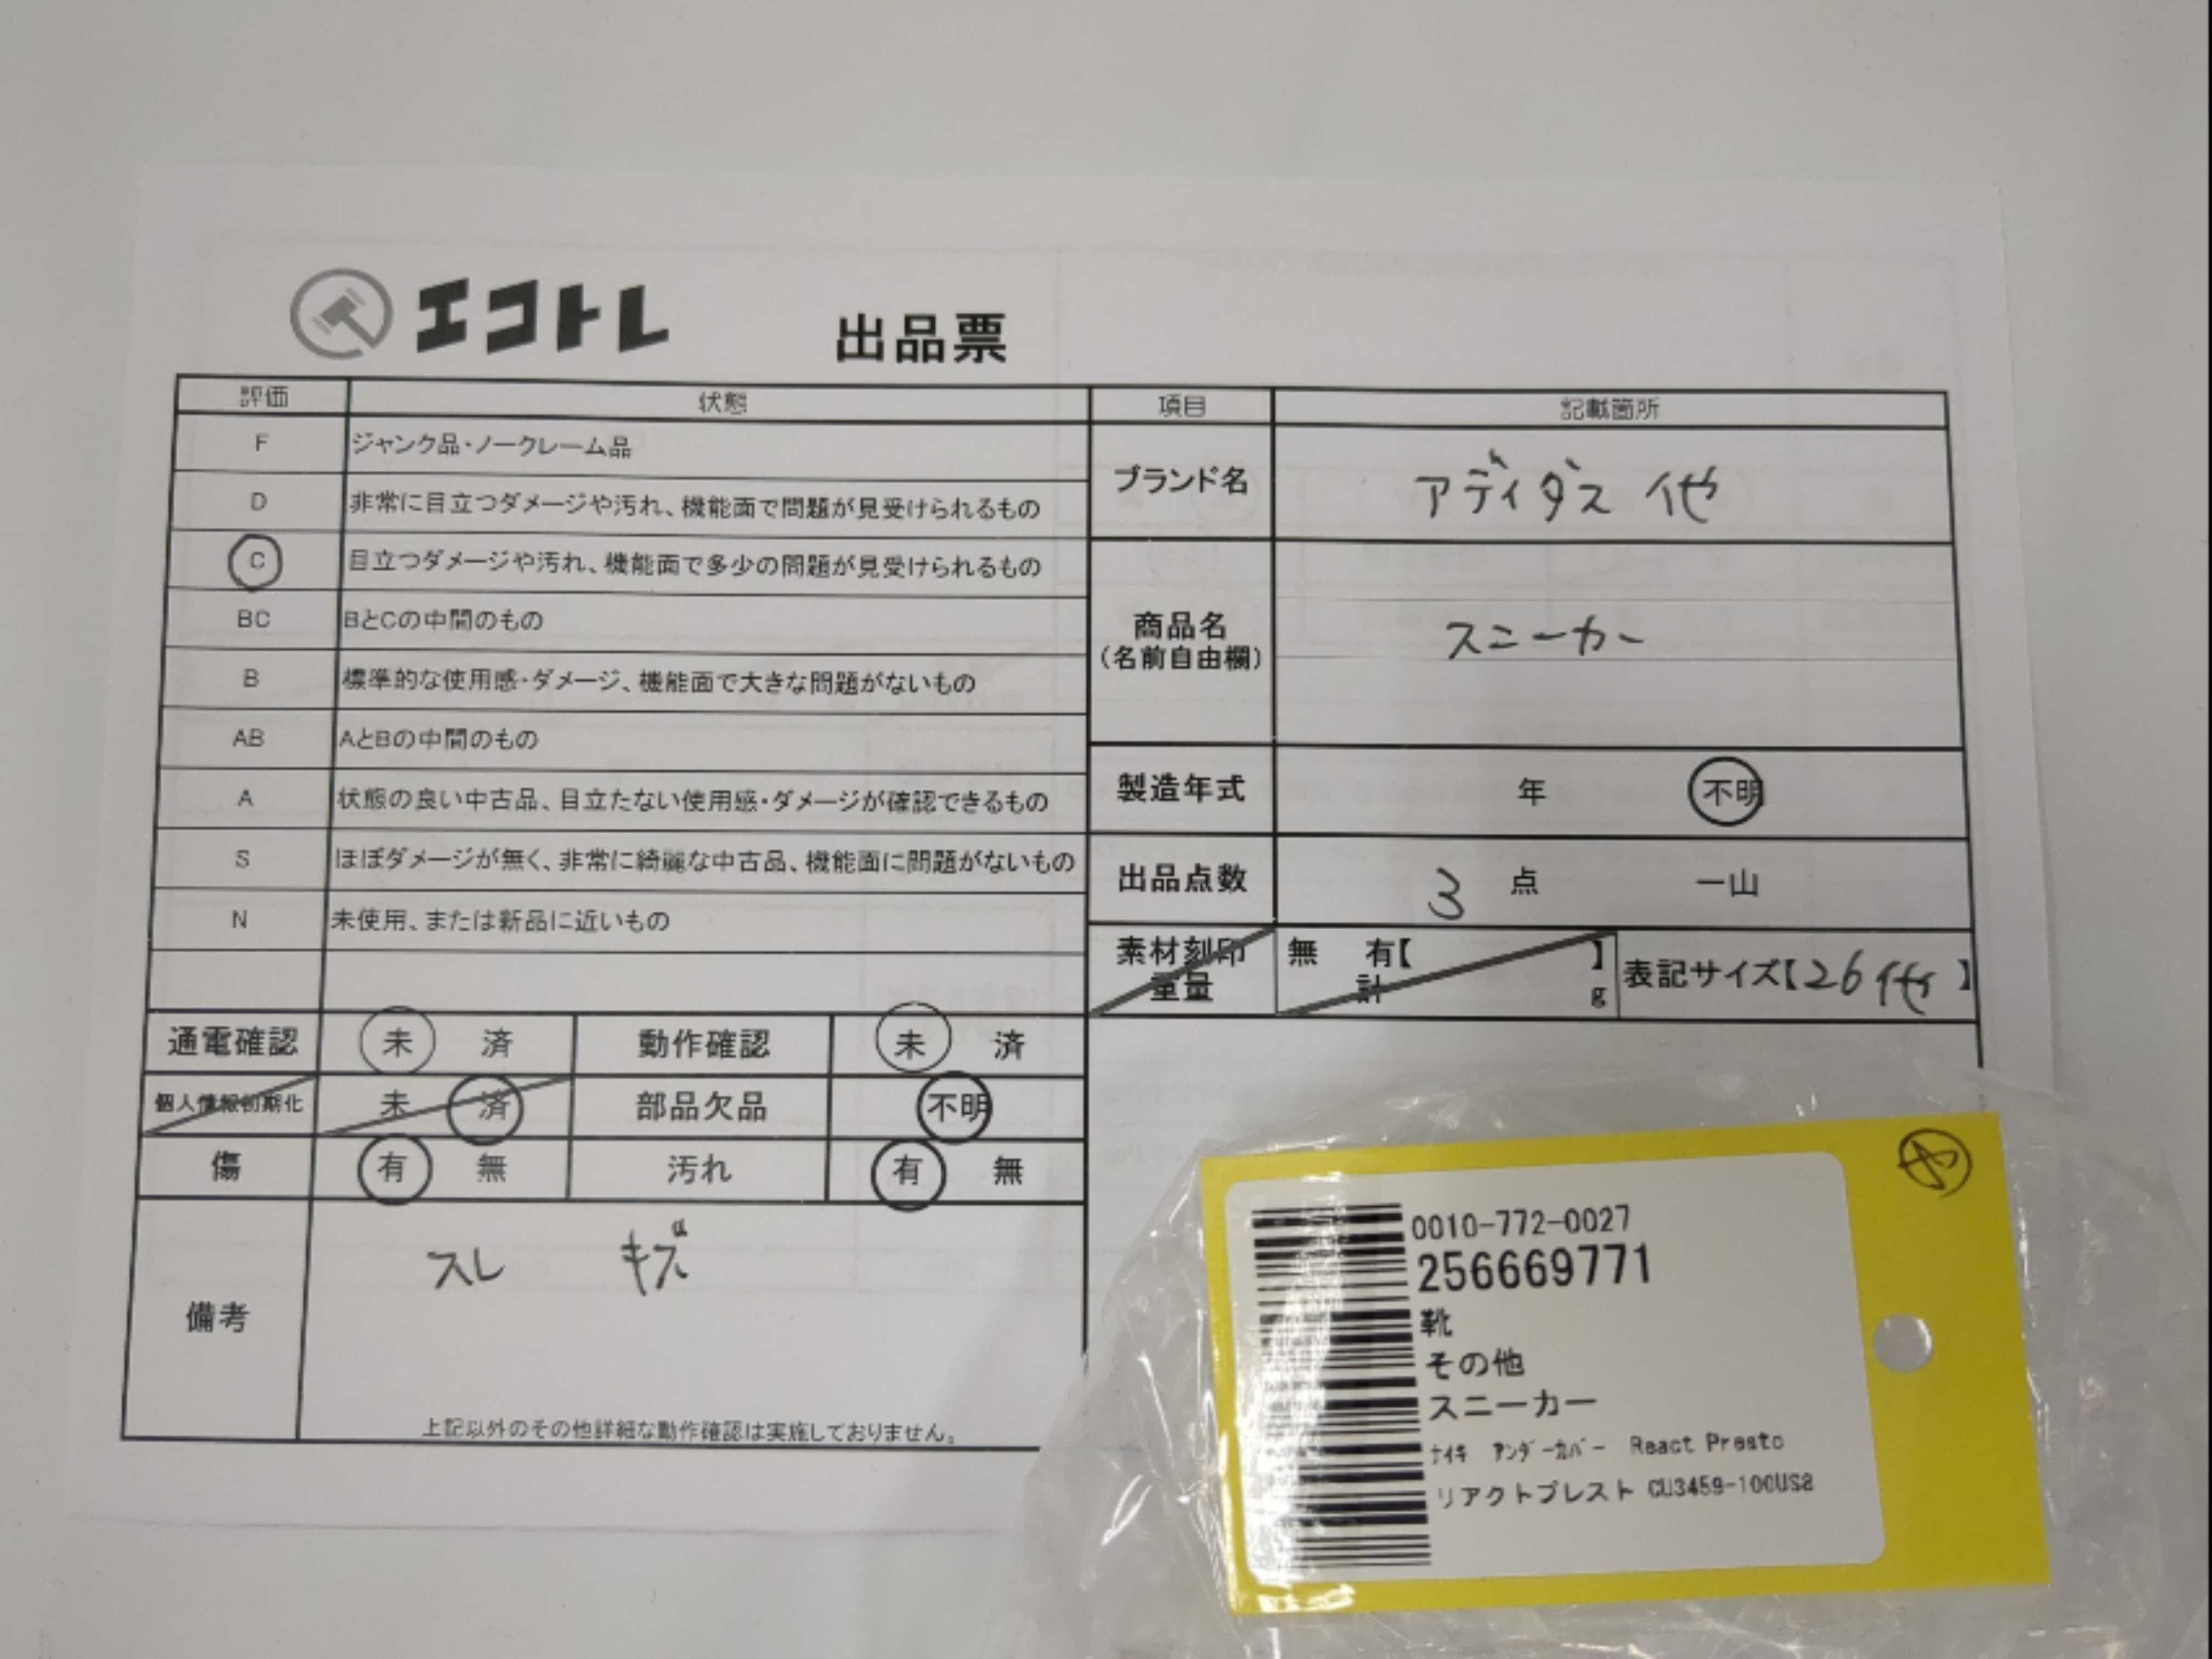 エコトレ 出品票
評価 状態
F ジャンク品・ノークレーム品
D 非常に目立つダメージや汚れ、機能面で問題が見受けられるもの
C 目立つダメージや汚れ、機能面で多少の問題が見受けられるもの
BC BとCの中間のもの
B 標準的な使用感・ダメージ、機能面で大きな問題がないもの
AB AとBの中間のもの
A 状態の良い中古品、目立たない使用感・ダメージが確認できるもの
S ほぼダメージが無く、非常に綺麗な中古品、機能面に問題がないもの
N 未使用、または新品に近いもの
通電確認 未 済 動作確認 未 済
個人情報初期化 未 済 部品欠品 不明
傷 有 無 汚れ 有 無
備考 スレ キズ
上記以外のその他詳細な動作確認は実施しておりません。
項目 記載箇所
ブランド名 アディダス 他
商品名
(名前自由欄)
スニーカー
製造年式 年 不明
出品点数 3 点 一山
素材刻印 無 有【 】
重量 計 g
表記サイズ【26 他】
0010-772-0027
256669771
靴
その他
スニーカー
ナイキ アンダーカバー React Presto
リアクトプレスト CU3459-100US8